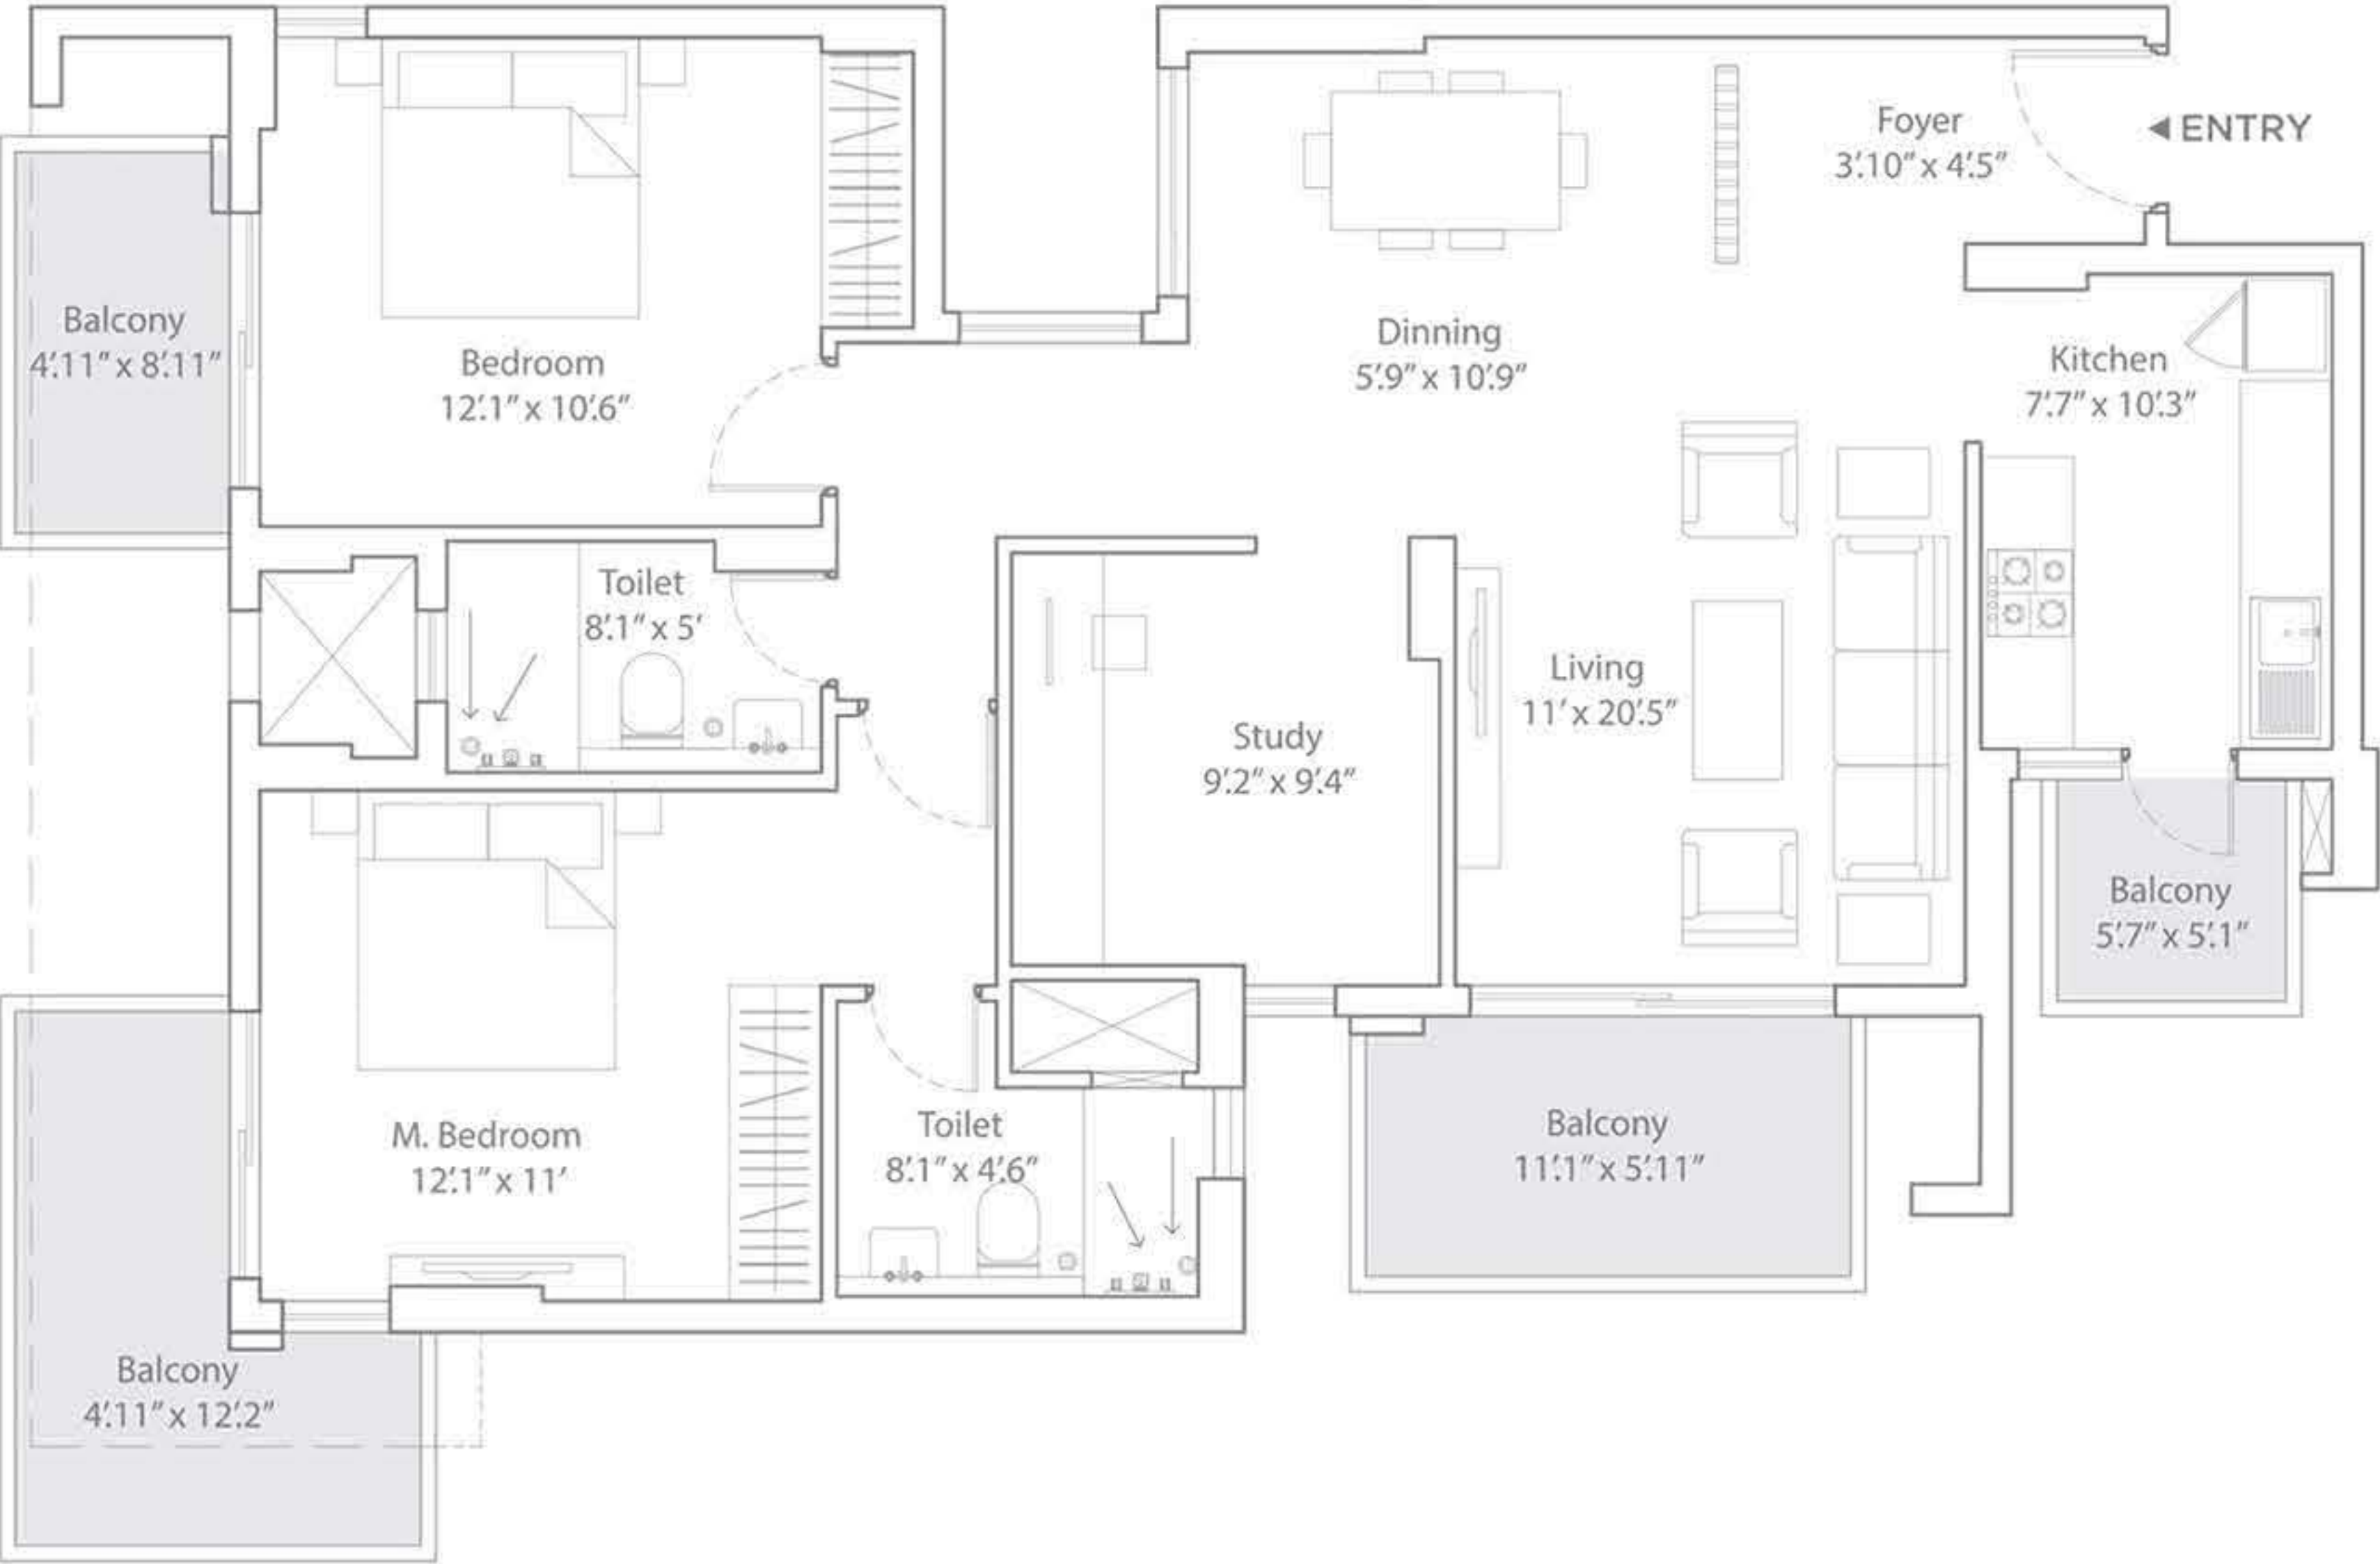 Foyer
3'.10" x 4'.5"
ENTRY
Balcony
4'.11" x 8'.11"
Bedroom
12'.1" x 10'.6"
Dinning
5'.9" x 10'.9"
Kitchen
7'.7" x 10'.3"
Toilet
8'.1" x 5'
Study
9'.2" x 9'.4"
Living
11' x 20'.5"
Balcony
5'.7" x 5'.1"
M. Bedroom
12'.1" x 11'
Toilet
8'.1" x 4'.6"
Balcony
11'.1" x 5'.11"
Balcony
4'.11" x 12'.2"